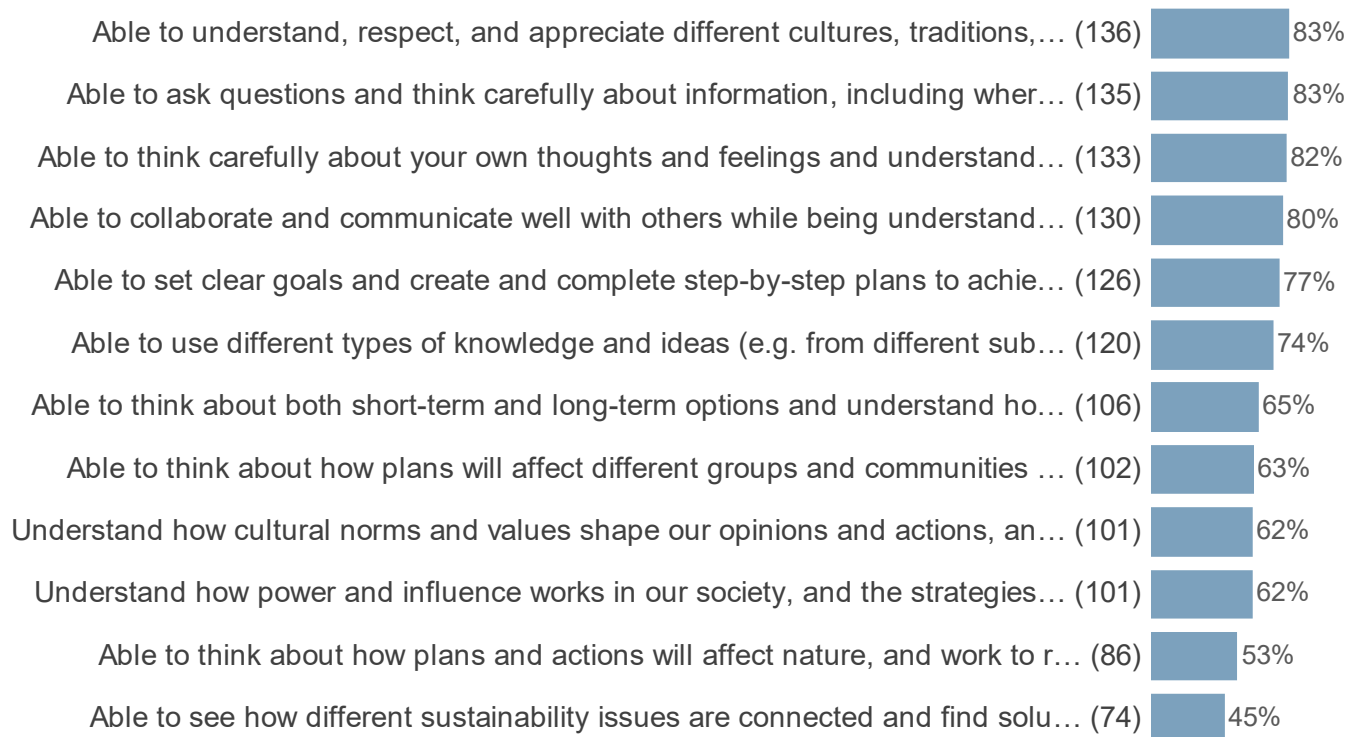 Able to understand, respect, and appreciate different cultures, traditions,… (136) 83%
Able to ask questions and think carefully about information, including wher… (135) 83%
Able to think carefully about your own thoughts and feelings and understand… (133) 82%
Able to collaborate and communicate well with others while being understand… (130) 80%
Able to set clear goals and create and complete step-by-step plans to achie… (126) 77%
Able to use different types of knowledge and ideas (e.g. from different sub… (120) 74%
Able to think about both short-term and long-term options and understand ho… (106) 65%
Able to think about how plans will affect different groups and communities … (102) 63%
Understand how cultural norms and values shape our opinions and actions, an… (101) 62%
Understand how power and influence works in our society, and the strategies… (101) 62%
Able to think about how plans and actions will affect nature, and work to r… (86) 53%
Able to see how different sustainability issues are connected and find solu… (74) 45%